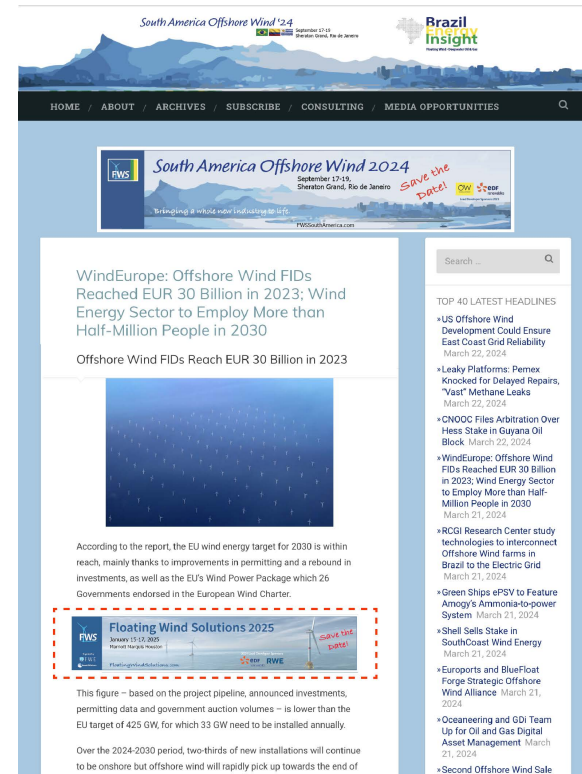 South America Offshore Wind '24
September 17-19
Sheraton Grand, Rio de Janeiro
Brazil
Energy
Insight
HOME / ABOUT / ARCHIVES / SUBSCRIBE / CONSULTING / MEDIA OPPORTUNITIES
FWS
South America Offshore Wind 2024
September 17-19,
Sheraton Grand, Rio de Janeiro
Save the
Date!
OW
edf
renewables
Bringing a whole new industry to life
FWSSouthAmerica.com
WindEurope: Offshore Wind FIDs
Reached EUR 30 Billion in 2023; Wind
Energy Sector to Employ More than
Half-Million People in 2030
Offshore Wind FIDs Reach EUR 30 Billion in 2023
According to the report, the EU wind energy target for 2030 is within
reach, mainly thanks to improvements in permitting and a rebound in
investments, as well as the EU's Wind Power Package which 26
Governments endorsed in the European Wind Charter.
FWS
Floating Wind Solutions 2025
January 15-17, 2025
Marriott Marquis Houston
Save the
Date!
edf RWE
FloatingWindSolutions.com
This figure – based on the project pipeline, announced investments,
permitting data and government auction volumes – is lower than the
EU target of 425 GW, for which 33 GW need to be installed annually.
Over the 2024-2030 period, two-thirds of new installations will continue
to be onshore but offshore wind will rapidly pick up towards the end of
Search ...
TOP 40 LATEST HEADLINES
»US Offshore Wind
Development Could Ensure
East Coast Grid Reliability
March 22, 2024
»Leaky Platforms: Pemex
Knocked for Delayed Repairs,
"Vast" Methane Leaks
March 22, 2024
»CNOOC Files Arbitration Over
Hess Stake in Guyana Oil
Block March 22, 2024
»WindEurope: Offshore Wind
FIDs Reached EUR 30 Billion
in 2023; Wind Energy Sector
to Employ More than Half-
Million People in 2030
March 21, 2024
»RCGI Research Center study
technologies to interconnect
Offshore Wind farms in
Brazil to the Electric Grid
March 21, 2024
»Green Ships ePSV to Feature
Amogy's Ammonia-to-power
System March 21, 2024
»Shell Sells Stake in
SouthCoast Wind Energy
March 21, 2024
»Euroports and BlueFloat
Forge Strategic Offshore
Wind Alliance March 21,
2024
»Oceaneering and GDi Team
Up for Oil and Gas Digital
Asset Management March
21, 2024
»Second Offshore Wind Sale